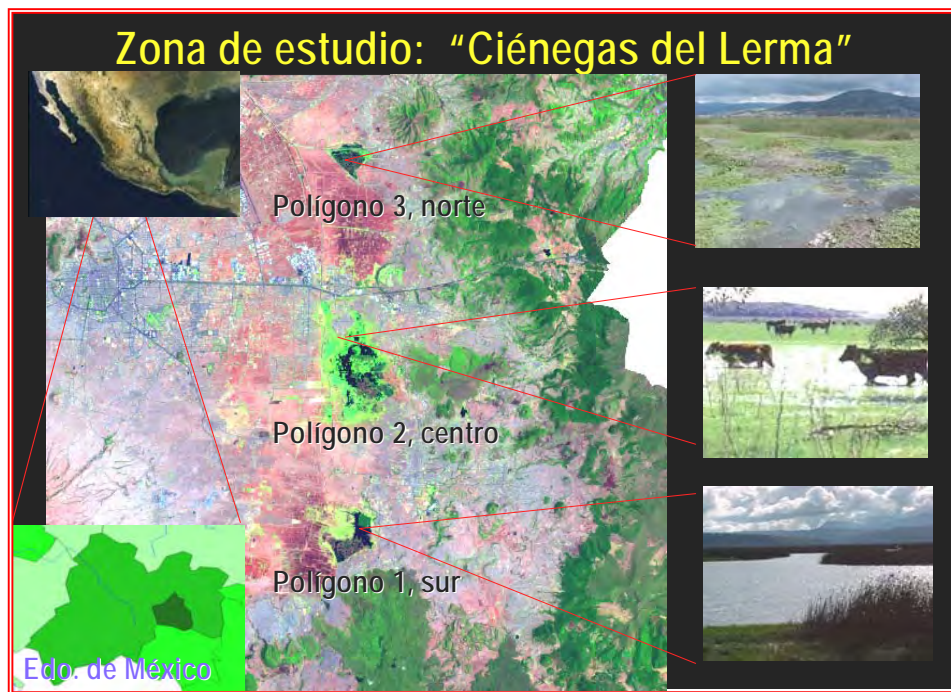 Zona de estudio: “Ciénegas del Lerma”
Polígono 3, norte
Polígono 2, centro
Polígono 1, sur
Edo. de México